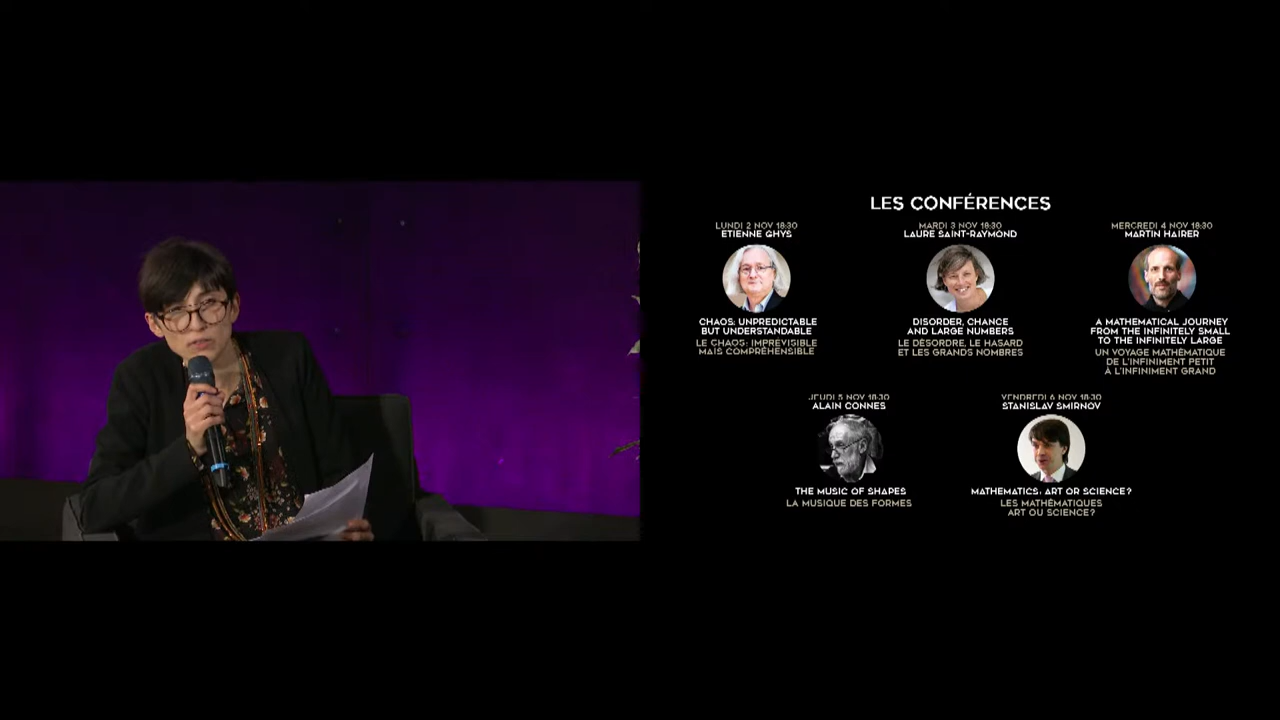 LES CONFÉRENCES
LUNDI 2 NOV 18:30
ETIENNE GHYS
CHAOS: UNPREDICTABLE
BUT UNDERSTANDABLE
LE CHAOS: IMPRÉVISIBLE
MAIS COMPRÉHENSIBLE
MARDI 3 NOV 18:30
LAURE SAINT-RAYMOND
DISORDER, CHANCE
AND LARGE NUMBERS
LE DÉSORDRE, LE HASARD
ET LES GRANDS NOMBRES
MERCREDI 4 NOV 18:30
MARTIN HAIRER
A MATHEMATICAL JOURNEY
FROM THE INFINITELY SMALL
TO THE INFINITELY LARGE
UN VOYAGE MATHÉMATIQUE
DE L'INFINIMENT PETIT
À L'INFINIMENT GRAND
JEUDI 5 NOV 18:30
ALAIN CONNES
THE MUSIC OF SHAPES
LA MUSIQUE DES FORMES
VENDREDI 6 NOV 18:30
STANISLAV SMIRNOV
MATHEMATICS: ART OR SCIENCE?
LES MATHÉMATIQUES
ART OU SCIENCE?